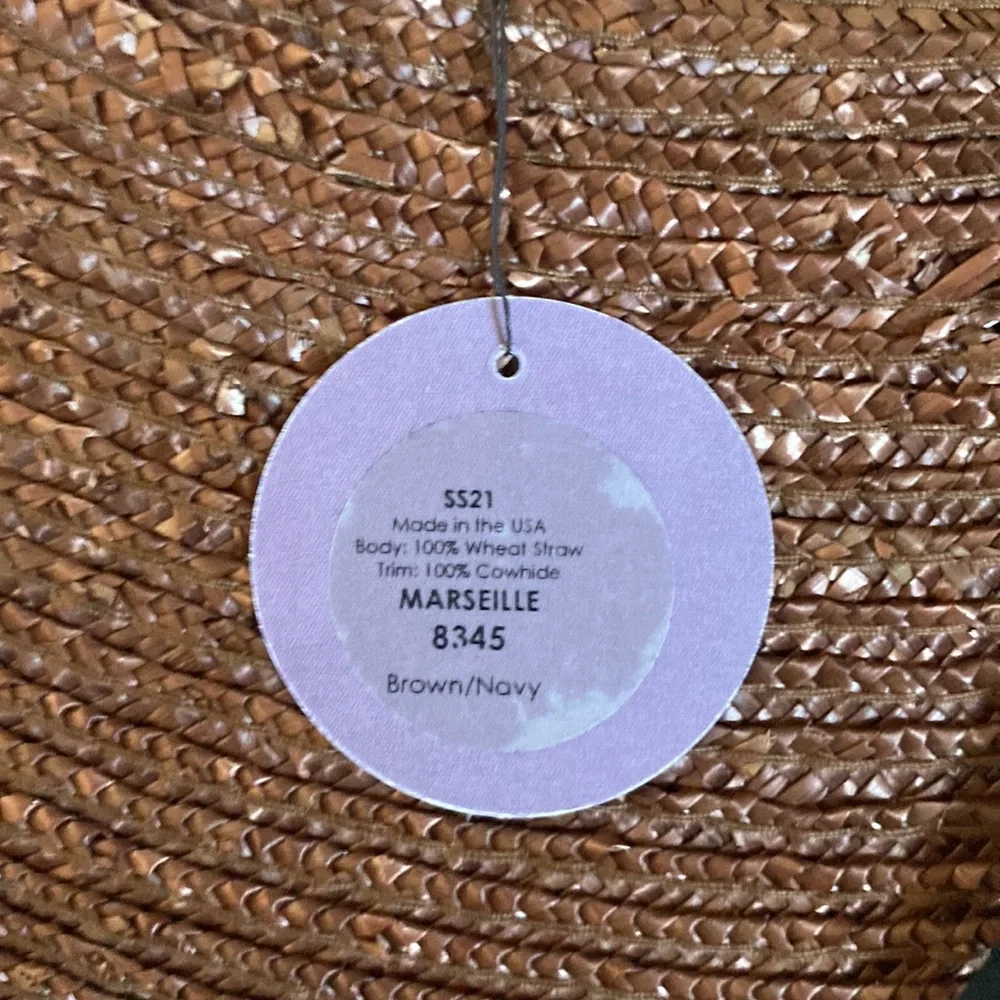 SS21
Made in the USA
Body: 100% Wheat Straw
Trim: 100% Cowhide
MARSEILLE
8345
Brown/Navy